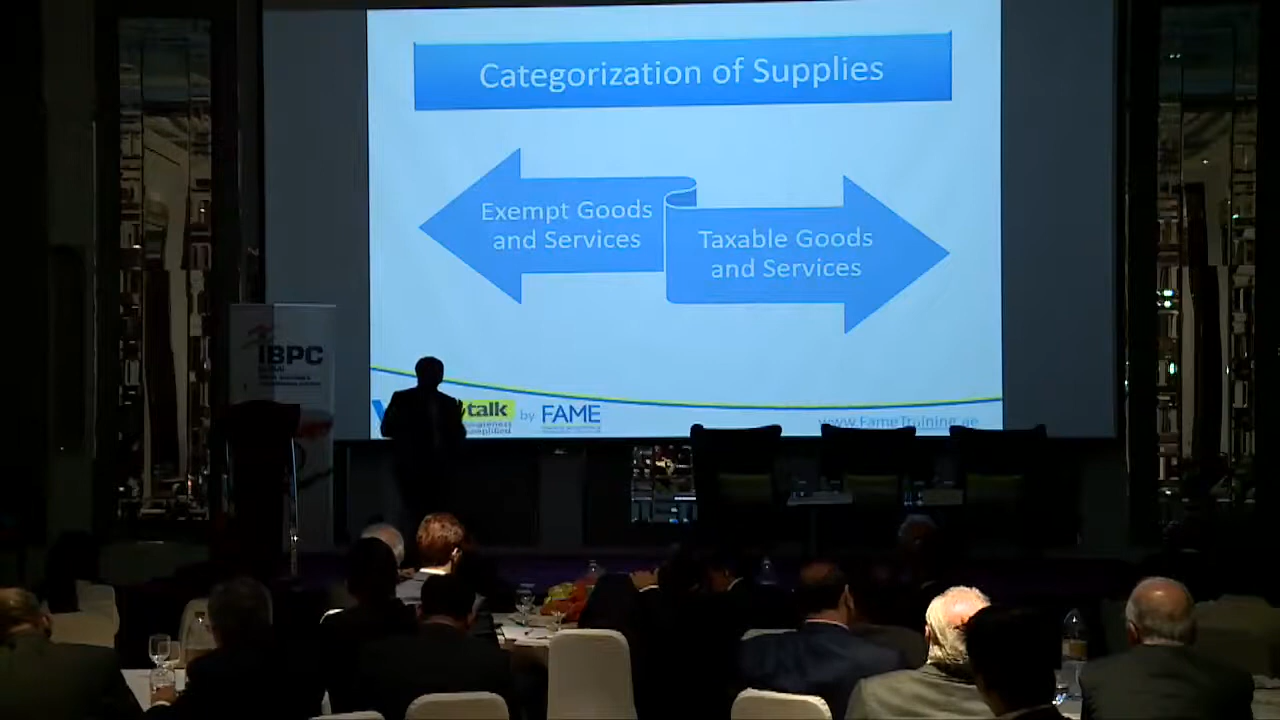 Categorization of Supplies
Exempt Goods
and Services
Taxable Goods
and Services
IBPC
talk
by FAME
www.FameTraining.ae